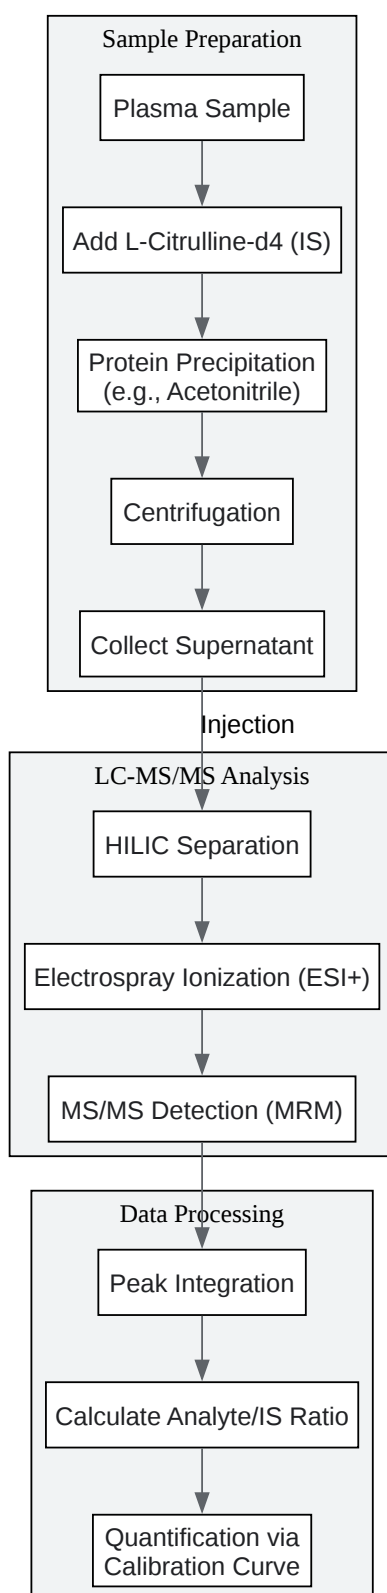 Sample Preparation
Plasma Sample
Add L-Citrulline-d4 (IS)
Protein Precipitation
(e.g., Acetonitrile)
Centrifugation
Collect Supernatant
Injection
LC-MS/MS Analysis
HILIC Separation
Electrospray Ionization (ESI+)
MS/MS Detection (MRM)
Data Processing
Peak Integration
Calculate Analyte/IS Ratio
Quantification via
Calibration Curve